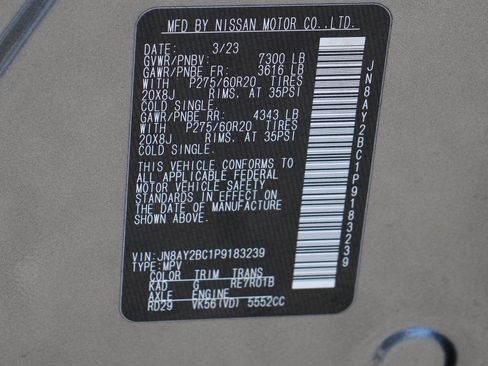 MFD BY NISSAN MOTOR CO.,LTD.
DATE: 3/23
GVWR/PNBV: 7300 LB
GAWR/PNBE FR: 3616 LB
WITH P275/60R20 TIRES
20X8J RIMS, AT 35PSI
COLD SINGLE.
GAWR/PNBE RR: 4343 LB
WITH P275/60R20 TIRES
20X8J RIMS, AT 35PSI
COLD SINGLE.
THIS VEHICLE CONFORMS TO
ALL APPLICABLE FEDERAL
MOTOR VEHICLE SAFETY
STANDARDS IN EFFECT ON
THE DATE OF MANUFACTURE
SHOWN ABOVE.
VIN:JN8AY2BC1P9183239
TYPE:MPV
COLOR TRIM TRANS
KAD G RE7R01B
AXLE ENGINE
RD29 VK56(VD) 5552CC
JN8AY2BC1P9183239